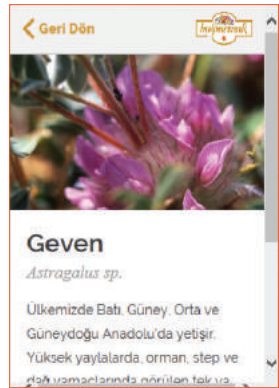 Geri Dön
Geven
Astragalus sp.
Ülkemizde Batı, Güney, Orta ve
Güneydoğu Anadolu'da yetişir.
Yüksek yaylalarda, orman, step ve
dağ yamaçlarında görülen tek ya